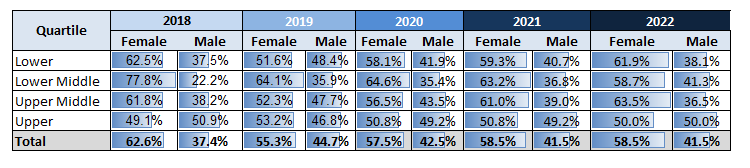 Quartile 2018 2019 2020 2021 2022
Female Male Female Male Female Male Female Male Female Male
Lower 62.5% 37.5% 51.6% 48.4% 58.1% 41.9% 59.3% 40.7% 61.9% 38.1%
Lower Middle 77.8% 22.2% 64.1% 35.9% 64.6% 35.4% 63.2% 36.8% 58.7% 41.3%
Upper Middle 61.8% 38.2% 52.3% 47.7% 56.5% 43.5% 61.0% 39.0% 63.5% 36.5%
Upper 49.1% 50.9% 53.2% 46.8% 50.8% 49.2% 50.8% 49.2% 50.0% 50.0%
Total 62.6% 37.4% 55.3% 44.7% 57.5% 42.5% 58.5% 41.5% 58.5% 41.5%